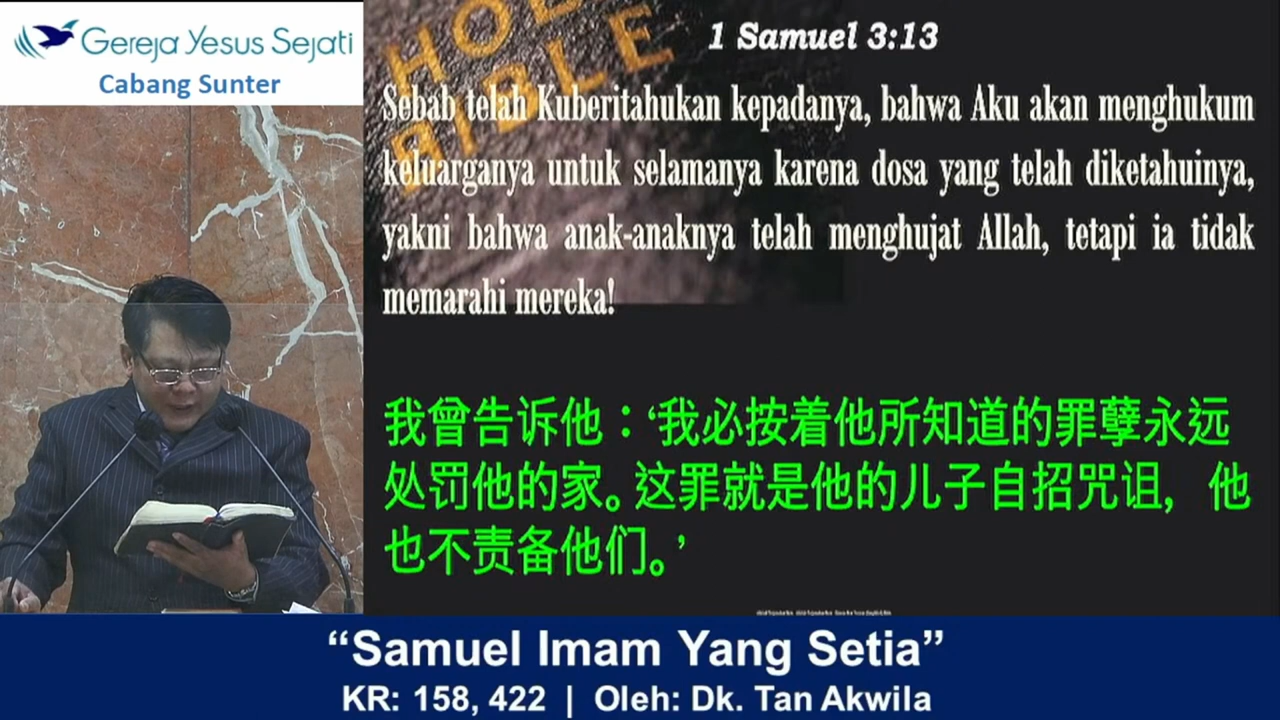 Gereja Yesus Sejati
Cabang Sunter
HOLY
BIBLE
1 Samuel 3:13
Sebab telah Kuberitahukan kepadanya, bahwa Aku akan menghukum
keluarganya untuk selamanya karena dosa yang telah diketahuinya,
yakni bahwa anak-anaknya telah menghujat Allah, tetapi ia tidak
memarahi mereka!
我曾告诉他：‘我必按着他所知道的罪孽永远
处罚他的家。这罪就是他的儿子自招咒诅，他
也不责备他们。’
“Samuel Imam Yang Setia”
KR: 158, 422 | Oleh: Dk. Tan Akwila